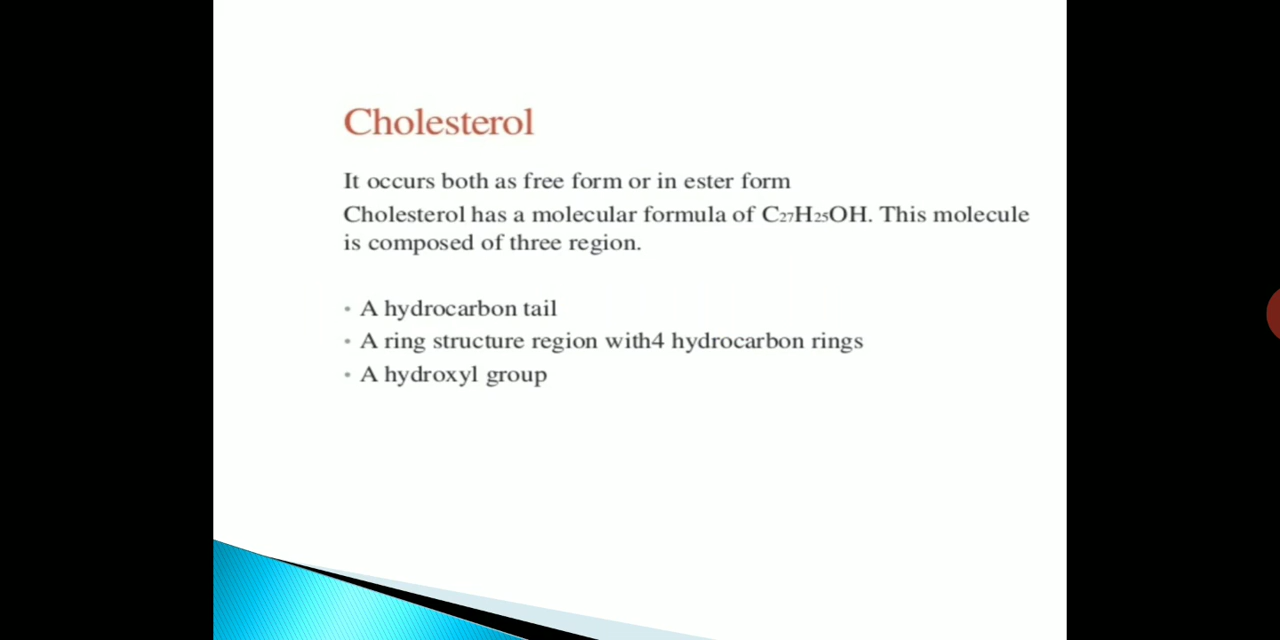 Cholesterol
It occurs both as free form or in ester form
Cholesterol has a molecular formula of C₂₇H₂₅OH. This molecule
is composed of three region.
• A hydrocarbon tail
• A ring structure region with4 hydrocarbon rings
• A hydroxyl group